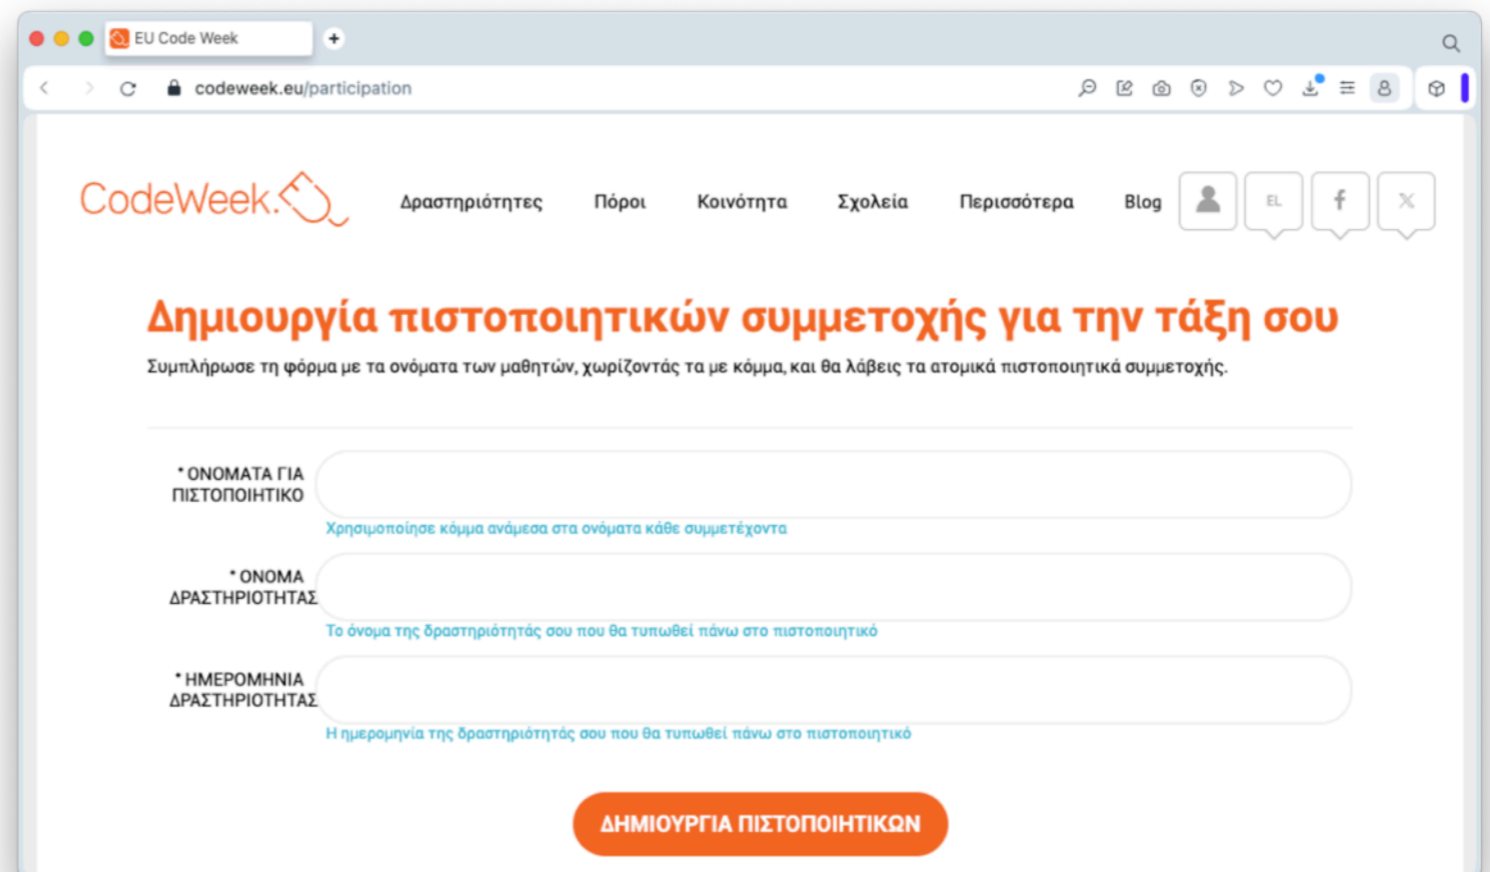 EU Code Week
codeweek.eu/participation
CodeWeek.
Δραστηριότητες Πόροι Κοινότητα Σχολεία Περισσότερα Blog EL
Δημιουργία πιστοποιητικών συμμετοχής για την τάξη σου
Συμπλήρωσε τη φόρμα με τα ονόματα των μαθητών, χωρίζοντάς τα με κόμμα, και θα λάβεις τα ατομικά πιστοποιητικά συμμετοχής.
* ΟΝΟΜΑΤΑ ΓΙΑ
ΠΙΣΤΟΠΟΙΗΤΙΚΟ
Χρησιμοποίησε κόμμα ανάμεσα στα ονόματα κάθε συμμετέχοντα
* ΟΝΟΜΑ
ΔΡΑΣΤΗΡΙΟΤΗΤΑΣ
Το όνομα της δραστηριότητάς σου που θα τυπωθεί πάνω στο πιστοποιητικό
* ΗΜΕΡΟΜΗΝΙΑ
ΔΡΑΣΤΗΡΙΟΤΗΤΑΣ
Η ημερομηνία της δραστηριότητάς σου που θα τυπωθεί πάνω στο πιστοποιητικό
ΔΗΜΙΟΥΡΓΙΑ ΠΙΣΤΟΠΟΙΗΤΙΚΩΝ